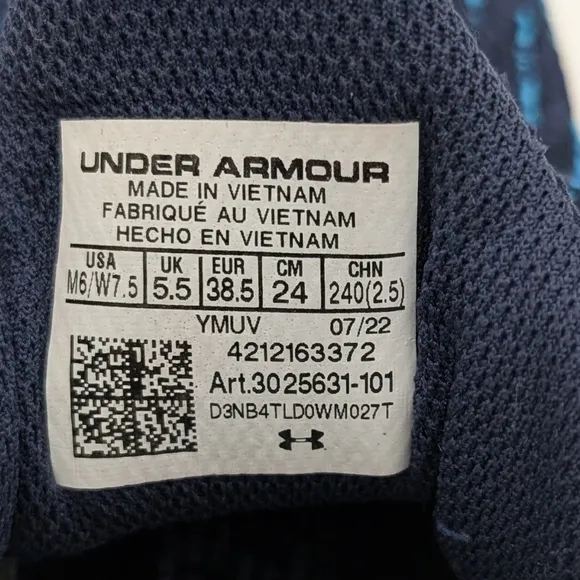 UNDER ARMOUR
MADE IN VIETNAM
FABRIQUÉ AU VIETNAM
HECHO EN VIETNAM
USA UK EUR CM CHN
M6/W7.5 5.5 38.5 24 240(2.5)
YMUV 07/22
4212163372
Art.3025631-101
D3NB4TLD0WM027T